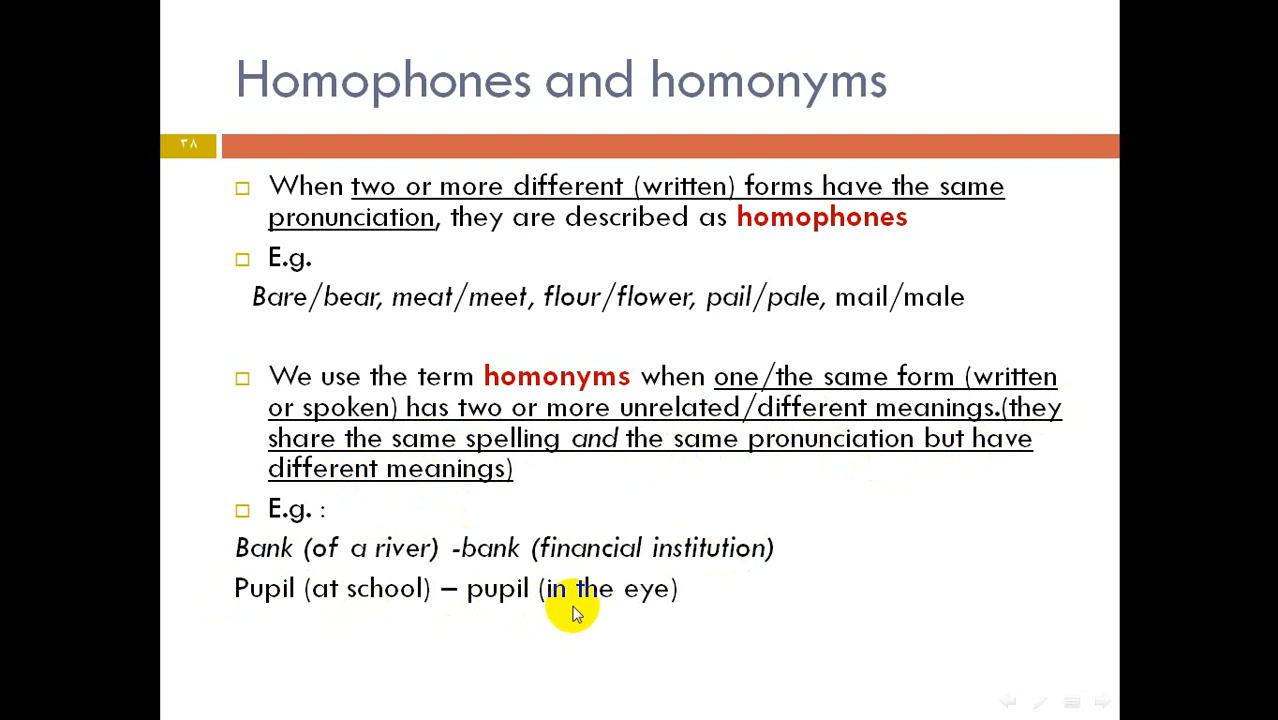 Homophones and homonyms
٣٨
When two or more different (written) forms have the same
pronunciation, they are described as homophones
E.g.
Bare/bear, meat/meet, flour/flower, pail/pale, mail/male
We use the term homonyms when one/the same form (written
or spoken) has two or more unrelated/different meanings.(they
share the same spelling and the same pronunciation but have
different meanings)
E.g. :
Bank (of a river) -bank (financial institution)
Pupil (at school) – pupil (in the eye)